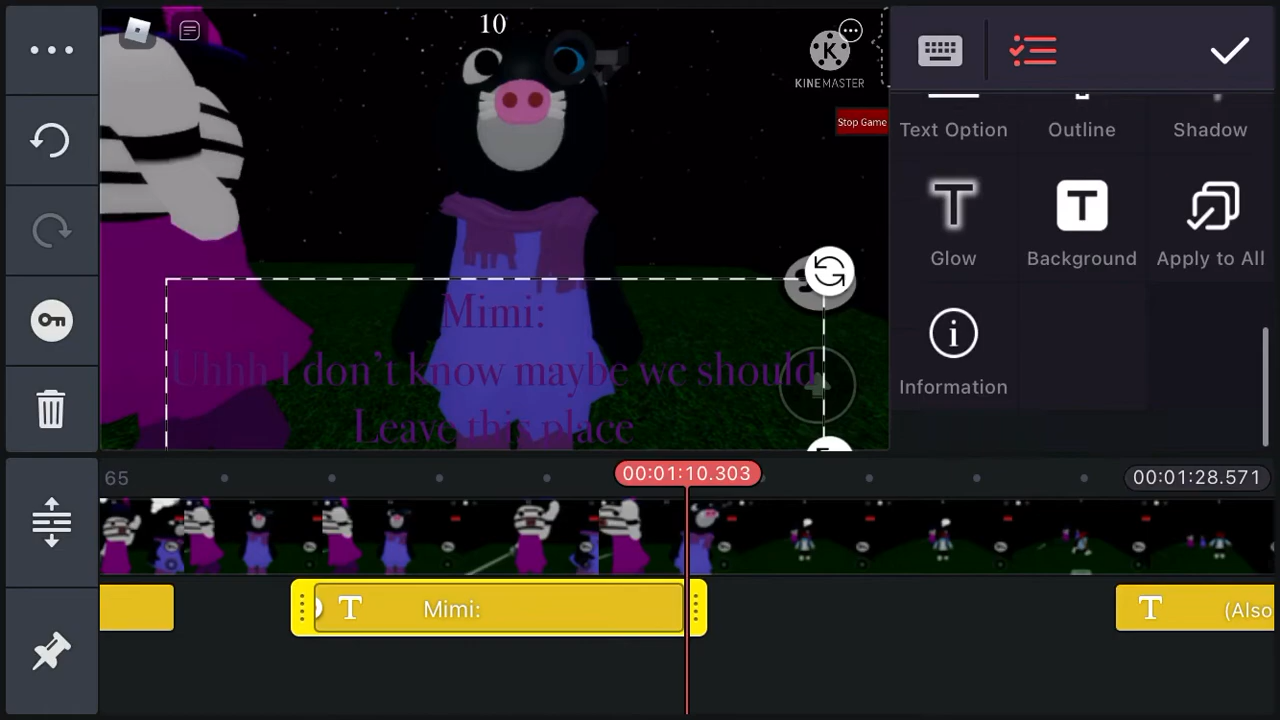 10
KINEMASTER
Stop Game
Mimi:
Uhhh I don't know maybe we should
Leave this place
Text Option
Outline
Shadow
Glow
Background
Apply to All
Information
65
00:01:10.303
00:01:28.571
Mimi:
(Also